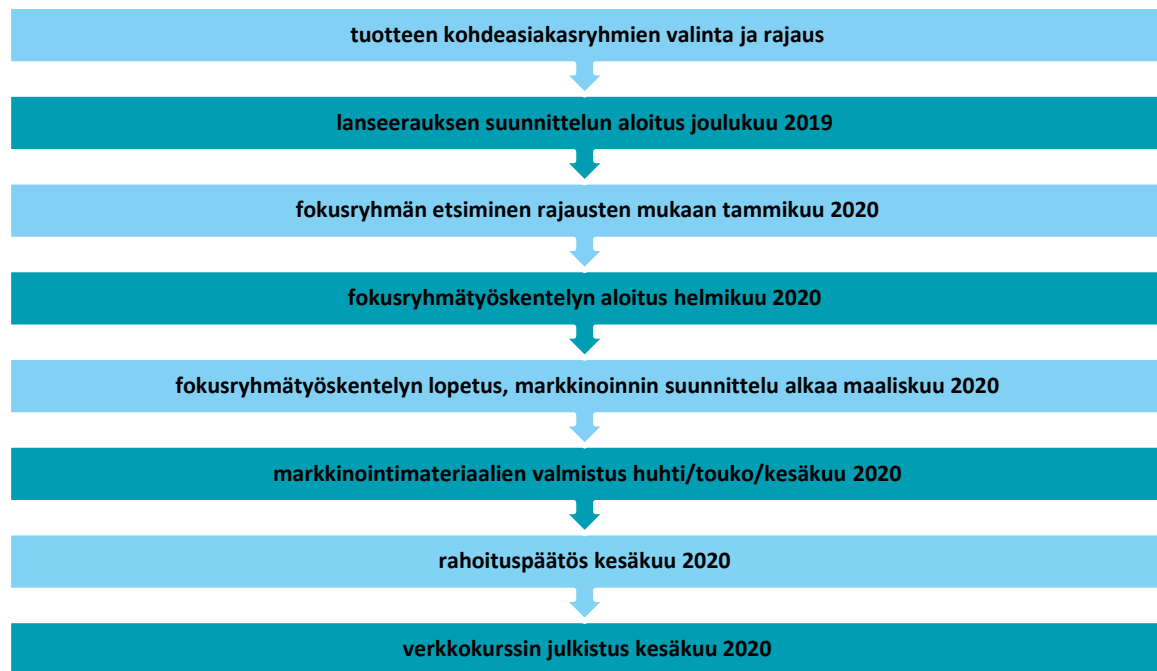 tuotteen kohdeasiakasryhmien valinta ja rajaus
lanseerauksen suunnittelun aloitus joulukuu 2019
fokusryhmän etsiminen rajausten mukaan tammikuu 2020
fokusryhmätyöskentelyn aloitus helmikuu 2020
fokusryhmätyöskentelyn lopetus, markkinoinnin suunnittelu alkaa maaliskuu 2020
markkinointimateriaalien valmistus huhti/touko/kesäkuu 2020
rahoituspäätös kesäkuu 2020
verkkokurssin julkistus kesäkuu 2020